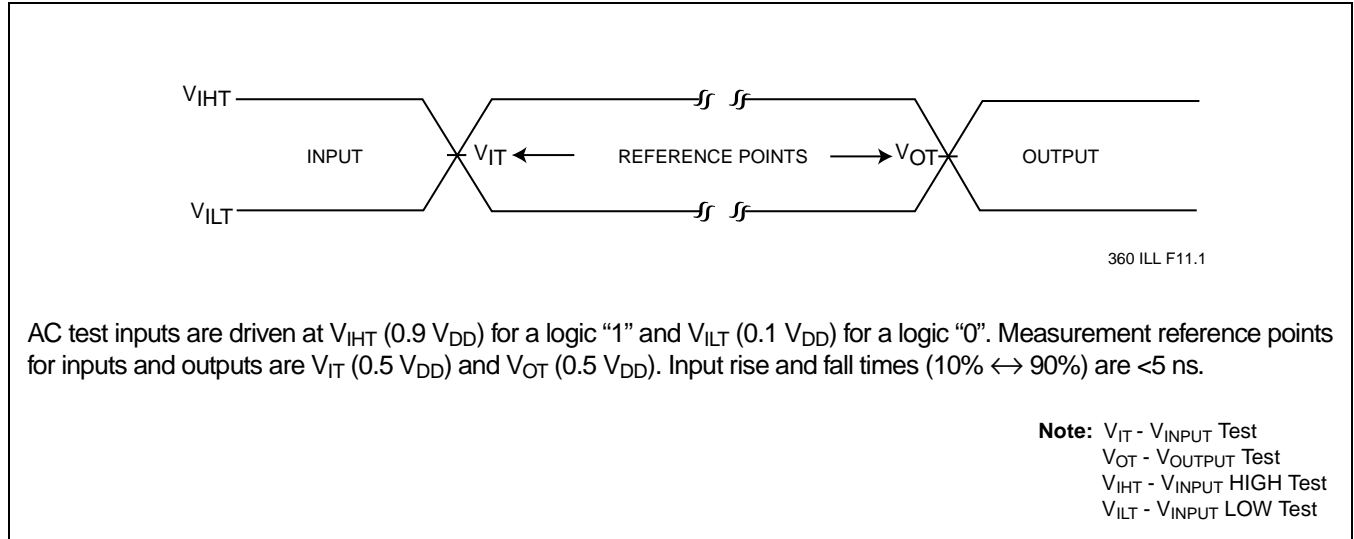 VIHT
INPUT VIT REFERENCE POINTS VOT OUTPUT
VILT
360 ILL F11.1
AC test inputs are driven at VIHT (0.9 VDD) for a logic “1” and VILT (0.1 VDD) for a logic “0”. Measurement reference points
for inputs and outputs are VIT (0.5 VDD) and VOT (0.5 VDD). Input rise and fall times (10% ↔ 90%) are <5 ns.
Note: VIT - VINPUT Test
VOT - VOUTPUT Test
VIHT - VINPUT HIGH Test
VILT - VINPUT LOW Test